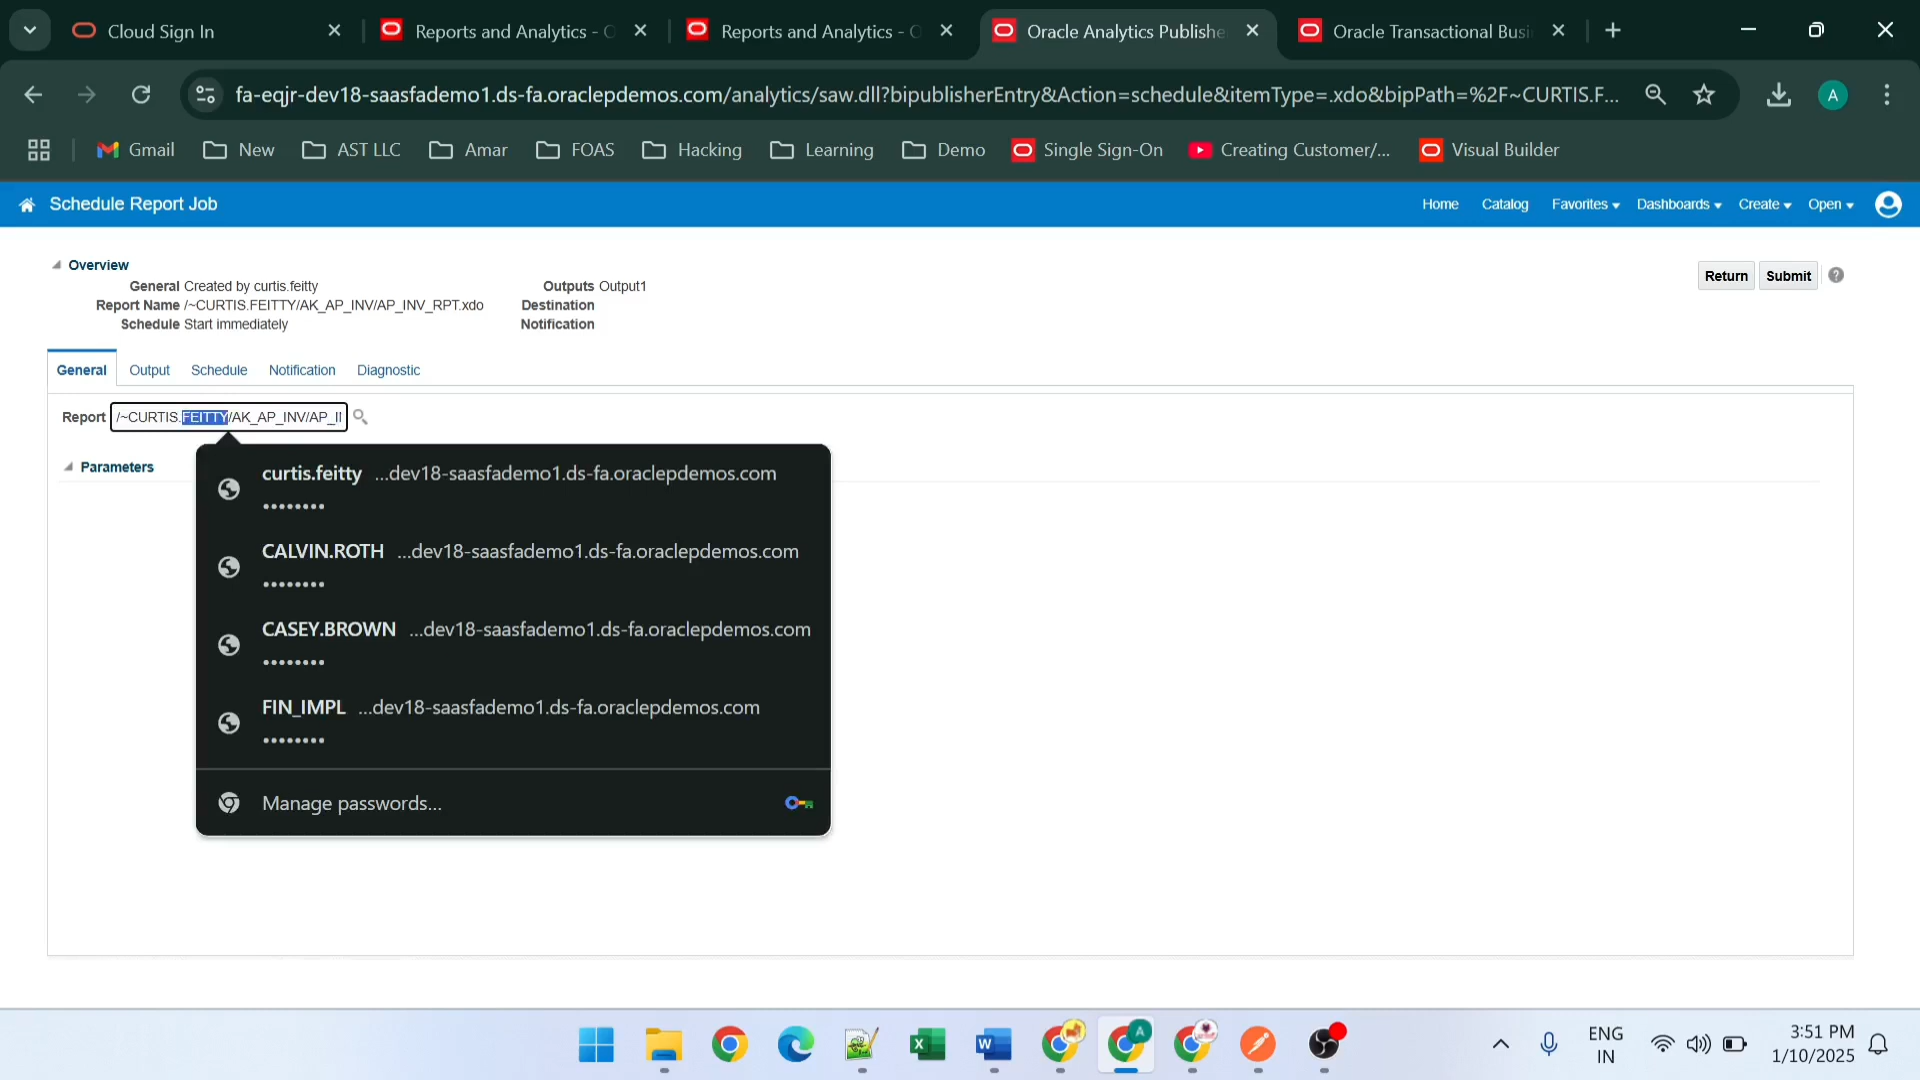 Cloud Sign In
Reports and Analytics - O
Reports and Analytics - O
Oracle Analytics Publishe
Oracle Transactional Busi
fa-eqjr-dev18-saasfademo1.ds-fa.oraclepdemos.com/analytics/saw.dll?bipublisherEntry&Action=schedule&itemType=.xdo&bipPath=%2F~CURTIS.F...
A
Gmail
New
AST LLC
Amar
FOAS
Hacking
Learning
Demo
Single Sign-On
Creating Customer/...
Visual Builder
Schedule Report Job
Home
Catalog
Favorites
Dashboards
Create
Open
Overview
General Created by curtis.feitty
Report Name /~CURTIS.FEITTY/AK_AP_INV/AP_INV_RPT.xdo
Schedule Start immediately
Outputs Output1
Destination
Notification
Return
Submit
?
General
Output
Schedule
Notification
Diagnostic
Report /~CURTIS.FEITTY/AK_AP_INV/AP_I
Parameters
curtis.feitty ...dev18-saasfademo1.ds-fa.oraclepdemos.com
••••••••
CALVIN.ROTH ...dev18-saasfademo1.ds-fa.oraclepdemos.com
••••••••
CASEY.BROWN ...dev18-saasfademo1.ds-fa.oraclepdemos.com
••••••••
FIN_IMPL ...dev18-saasfademo1.ds-fa.oraclepdemos.com
••••••••
Manage passwords...
X
W
A
ENG
IN
3:51 PM
1/10/2025